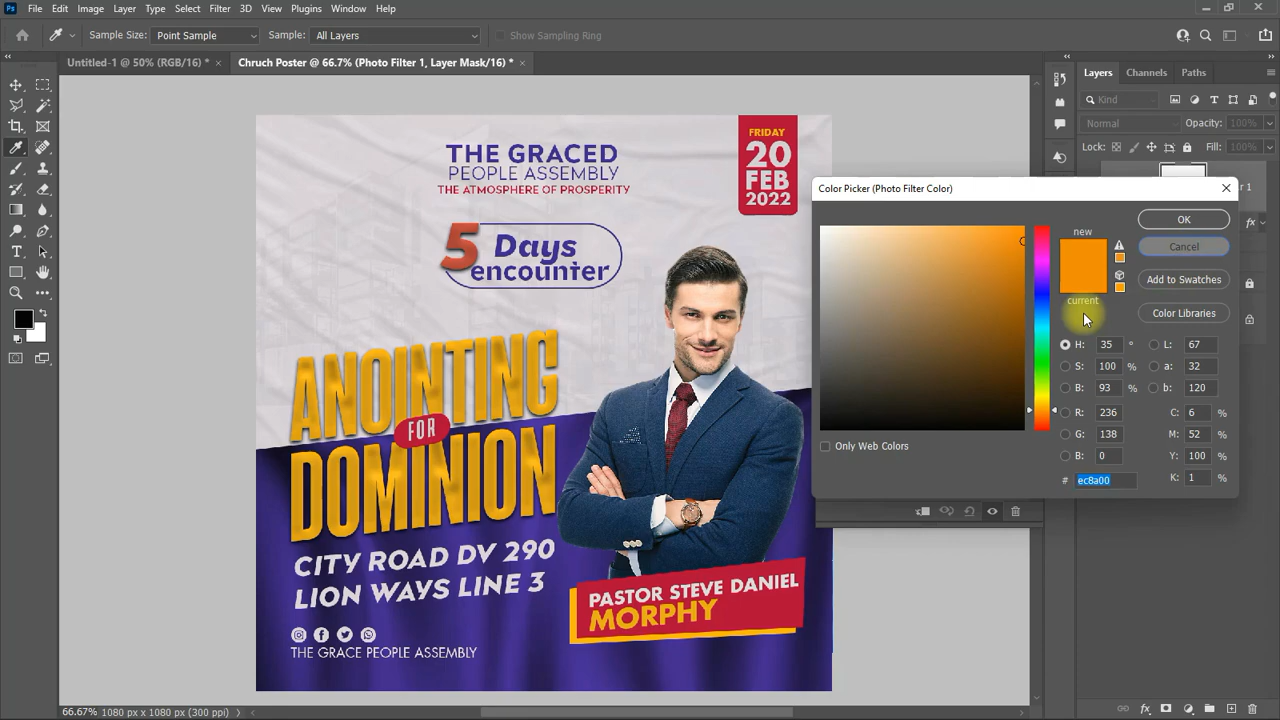 Ps File Edit Image Layer Type Select Filter 3D View Plugins Window Help
Sample Size: Point Sample Sample: All Layers Show Sampling Ring
Untitled-1 @ 50% (RGB/16) * × Chruch Poster @ 66.7% (Photo Filter 1, Layer Mask/16) * ×
Layers Channels Paths
Kind
Normal Opacity: 100%
Lock: Fill: 100%
r 1
fx
THE GRACED
PEOPLE ASSEMBLY
THE ATMOSPHERE OF PROSPERITY
FRIDAY
20
FEB
2022
5 Days
encounter
ANOINTING
FOR
DOMINION
CITY ROAD DV 290
LION WAYS LINE 3
PASTOR STEVE DANIEL
MORPHY
THE GRACE PEOPLE ASSEMBLY
Color Picker (Photo Filter Color)
new
current
OK
Cancel
Add to Swatches
Color Libraries
H: 35 ° L: 67
S: 100 % a: 32
B: 93 % b: 120
R: 236 C: 6 %
G: 138 M: 52 %
B: 0 Y: 100 %
# ec8a00 K: 1 %
Only Web Colors
66.67% 1080 px x 1080 px (300 ppi)
fx